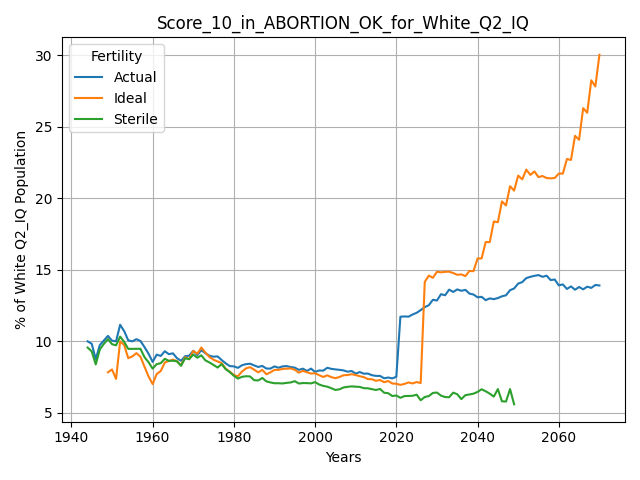 Score_10_in_ABORTION_OK_for_White_Q2_IQ
Fertility
Actual
Ideal
Sterile
% of White Q2_IQ Population
30
25
20
15
10
5
1940 1960 1980 2000 2020 2040 2060
Years